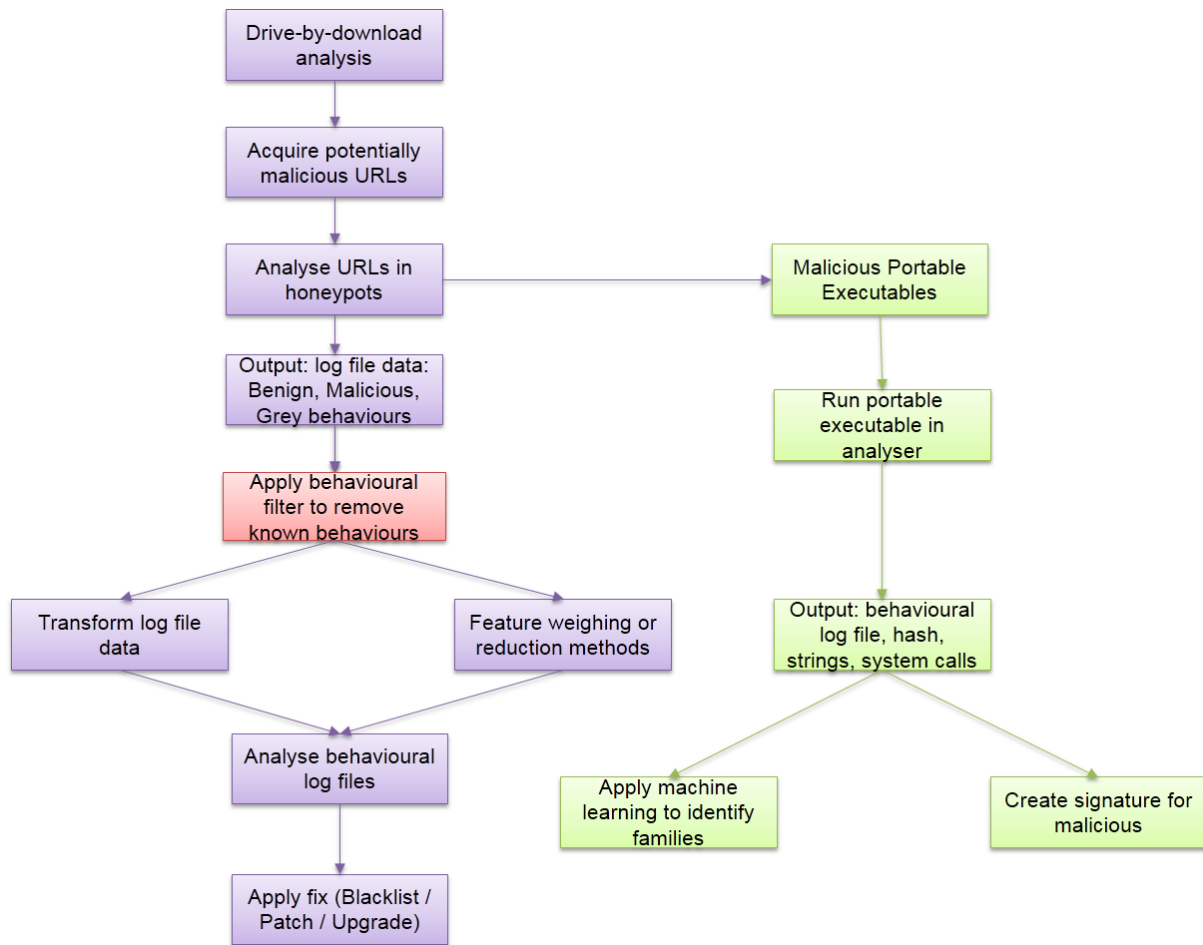 Drive-by-download
analysis
Acquire potentially
malicious URLs
Analyse URLs in
honeypots
Malicious Portable
Executables
Output: log file data:
Benign, Malicious,
Grey behaviours
Run portable
executable in
analyser
Apply behavioural
filter to remove
known behaviours
Transform log file
data
Feature weighing or
reduction methods
Output: behavioural
log file, hash,
strings, system calls
Analyse behavioural
log files
Apply machine
learning to identify
families
Create signature for
malicious
Apply fix (Blacklist /
Patch / Upgrade)